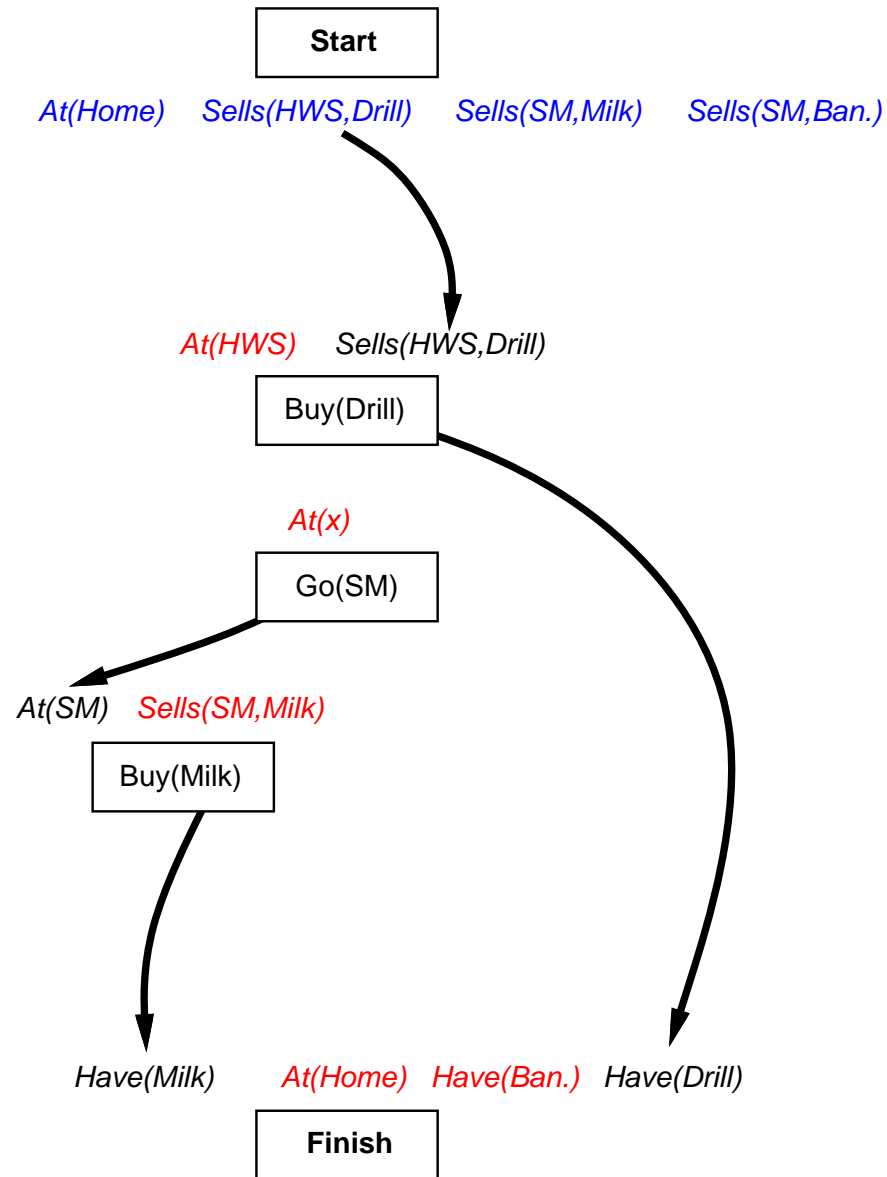 Start
At(Home) Sells(HWS,Drill) Sells(SM,Milk) Sells(SM,Ban.)
At(HWS) Sells(HWS,Drill)
Buy(Drill)
At(x)
Go(SM)
At(SM) Sells(SM,Milk)
Buy(Milk)
Have(Milk) At(Home) Have(Ban.) Have(Drill)
Finish